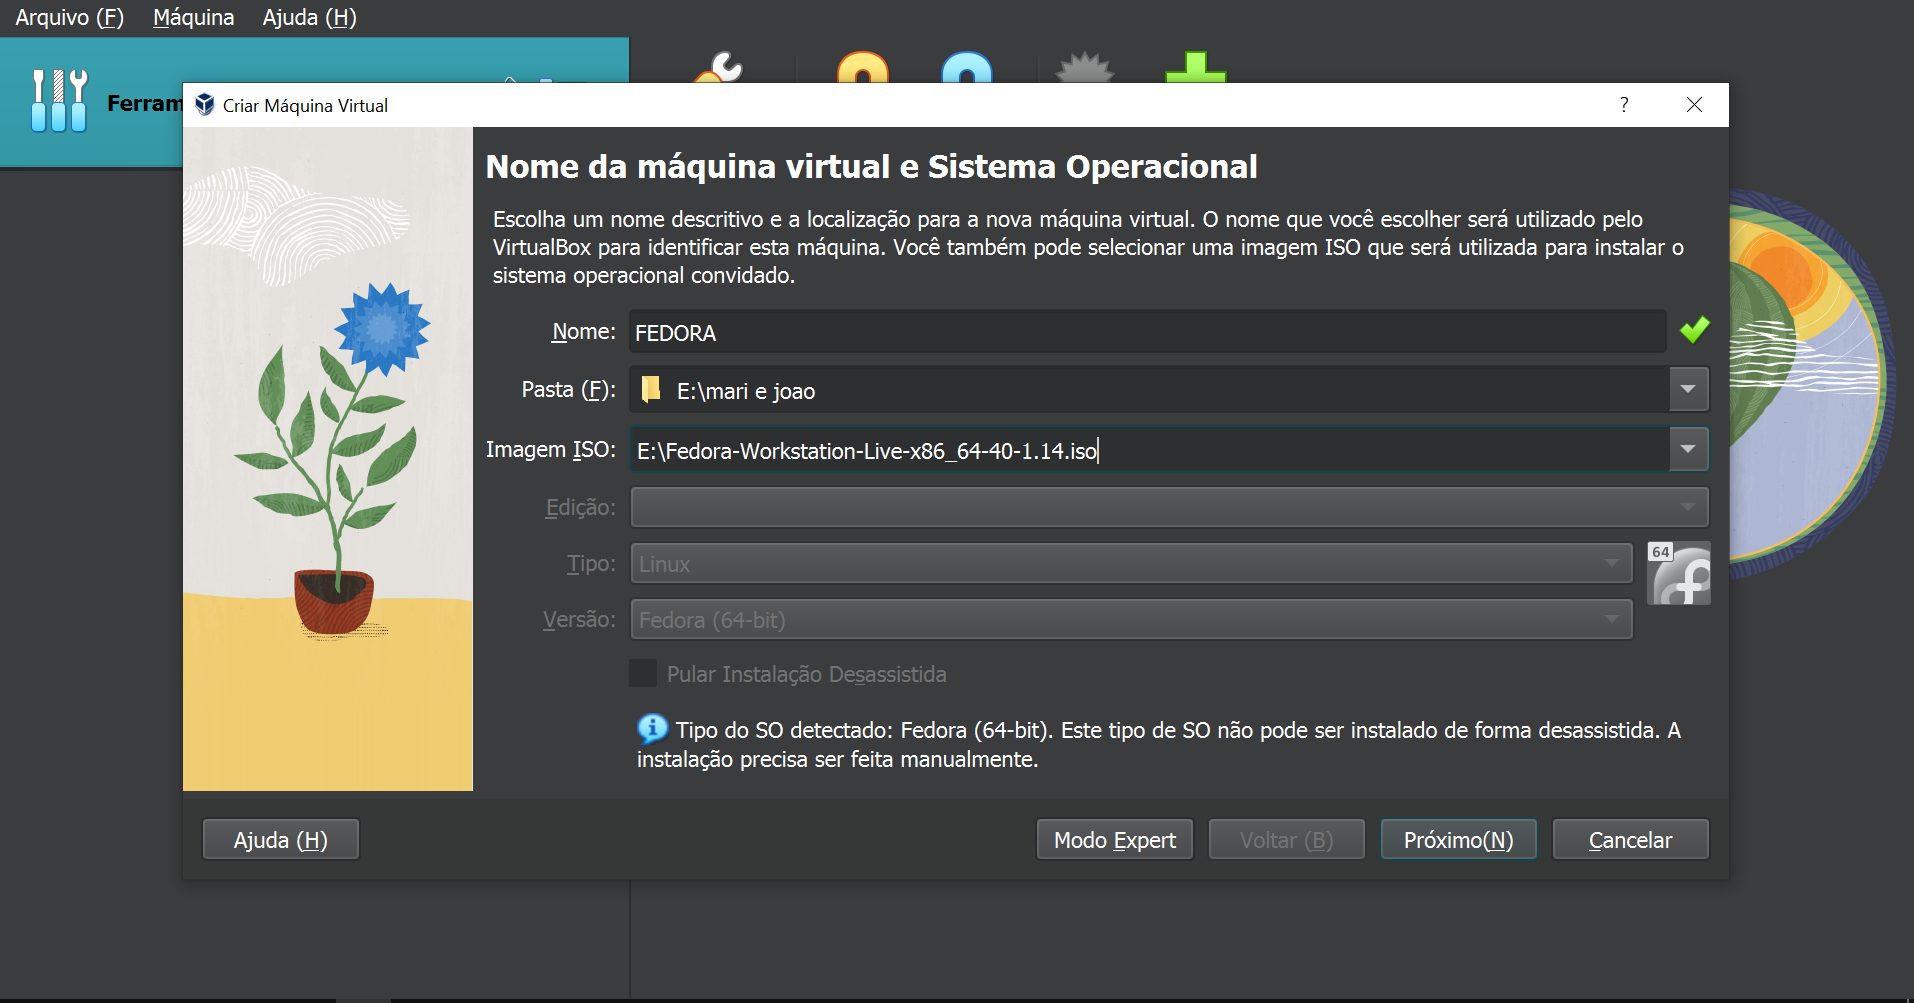 Arquivo (F) Máquina Ajuda (H)
Ferram
Criar Máquina Virtual ?
Nome da máquina virtual e Sistema Operacional
Escolha um nome descritivo e a localização para a nova máquina virtual. O nome que você escolher será utilizado pelo
VirtualBox para identificar esta máquina. Você também pode selecionar uma imagem ISO que será utilizada para instalar o
sistema operacional convidado.
Nome: FEDORA
Pasta (F): E:\mari e joao
Imagem ISO: E:\Fedora-Workstation-Live-x86_64-40-1.14.iso
Edição:
Tipo: Linux
64
Versão: Fedora (64-bit)
Pular Instalação Desassistida
Tipo do SO detectado: Fedora (64-bit). Este tipo de SO não pode ser instalado de forma desassistida. A
instalação precisa ser feita manualmente.
Ajuda (H) Modo Expert Voltar (B) Próximo(N) Cancelar